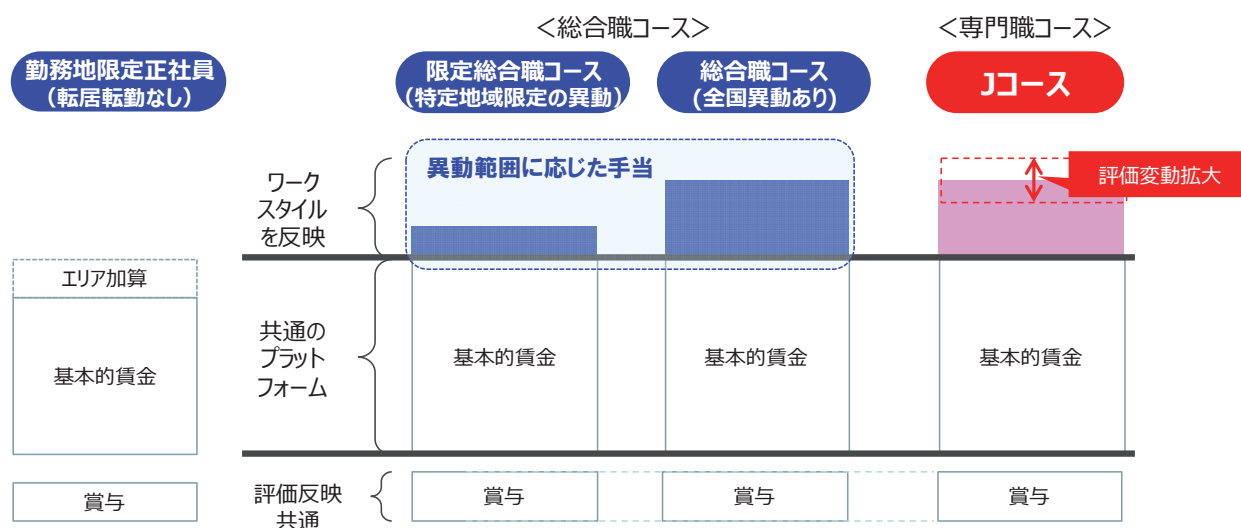 ＜総合職コース＞
＜専門職コース＞
勤務地限定正社員
（転居転勤なし）
限定総合職コース
（特定地域限定の異動）
総合職コース
(全国異動あり)
Jコース
異動範囲に応じた手当
ワーク
スタイル
を反映
評価変動拡大
エリア加算
基本的賃金
共通の
プラット
フォーム
基本的賃金
基本的賃金
基本的賃金
賞与
評価反映
共通
賞与
賞与
賞与